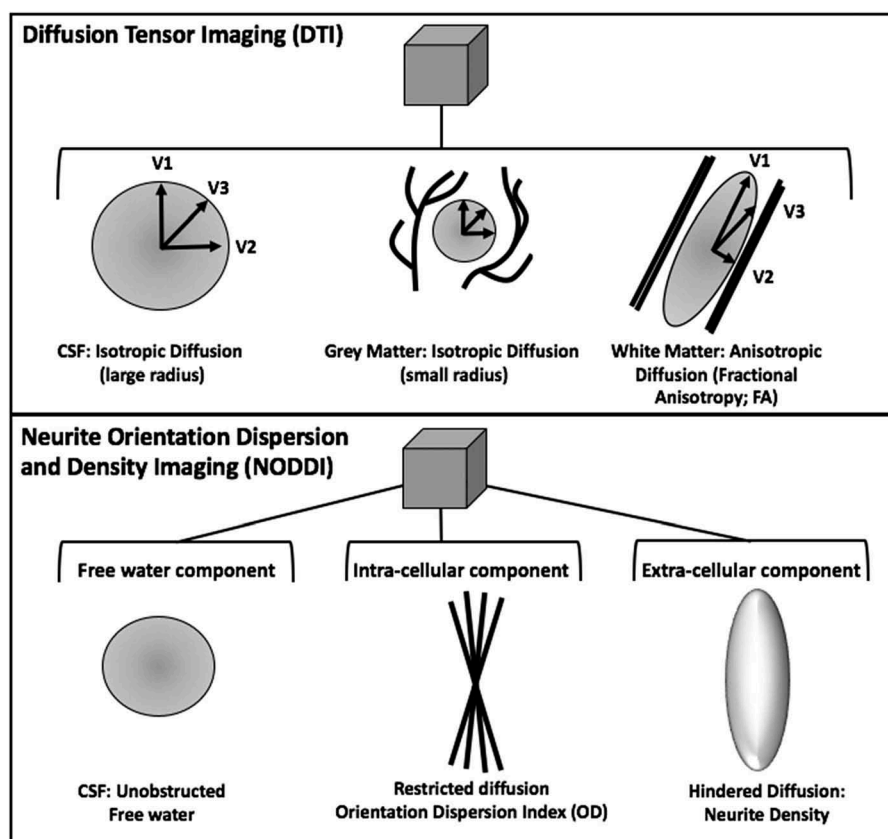 Diffusion Tensor Imaging (DTI)
V1
V3
V2
V1
V3
V2
CSF: Isotropic Diffusion
(large radius)
Grey Matter: Isotropic Diffusion
(small radius)
White Matter: Anisotropic
Diffusion (Fractional
Anisotropy; FA)
Neurite Orientation Dispersion
and Density Imaging (NODDI)
Free water component
Intra-cellular component
Extra-cellular component
CSF: Unobstructed
Free water
Restricted diffusion
Orientation Dispersion Index (OD)
Hindered Diffusion:
Neurite Density